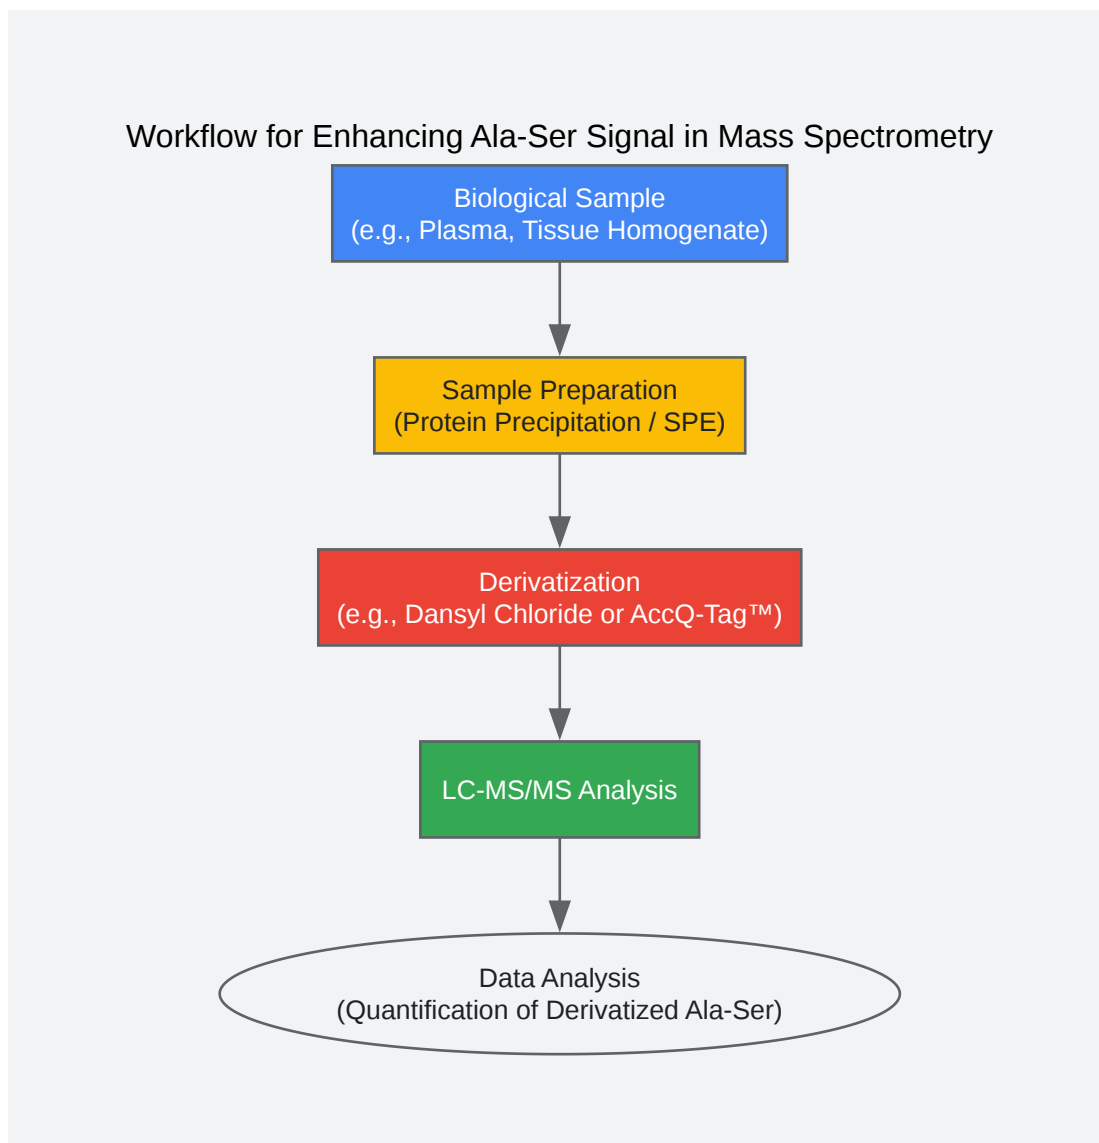 Workflow for Enhancing Ala-Ser Signal in Mass Spectrometry
Biological Sample
(e.g., Plasma, Tissue Homogenate)
Sample Preparation
(Protein Precipitation / SPE)
Derivatization
(e.g., Dansyl Chloride or AccQ-Tag™)
LC-MS/MS Analysis
Data Analysis
(Quantification of Derivatized Ala-Ser)